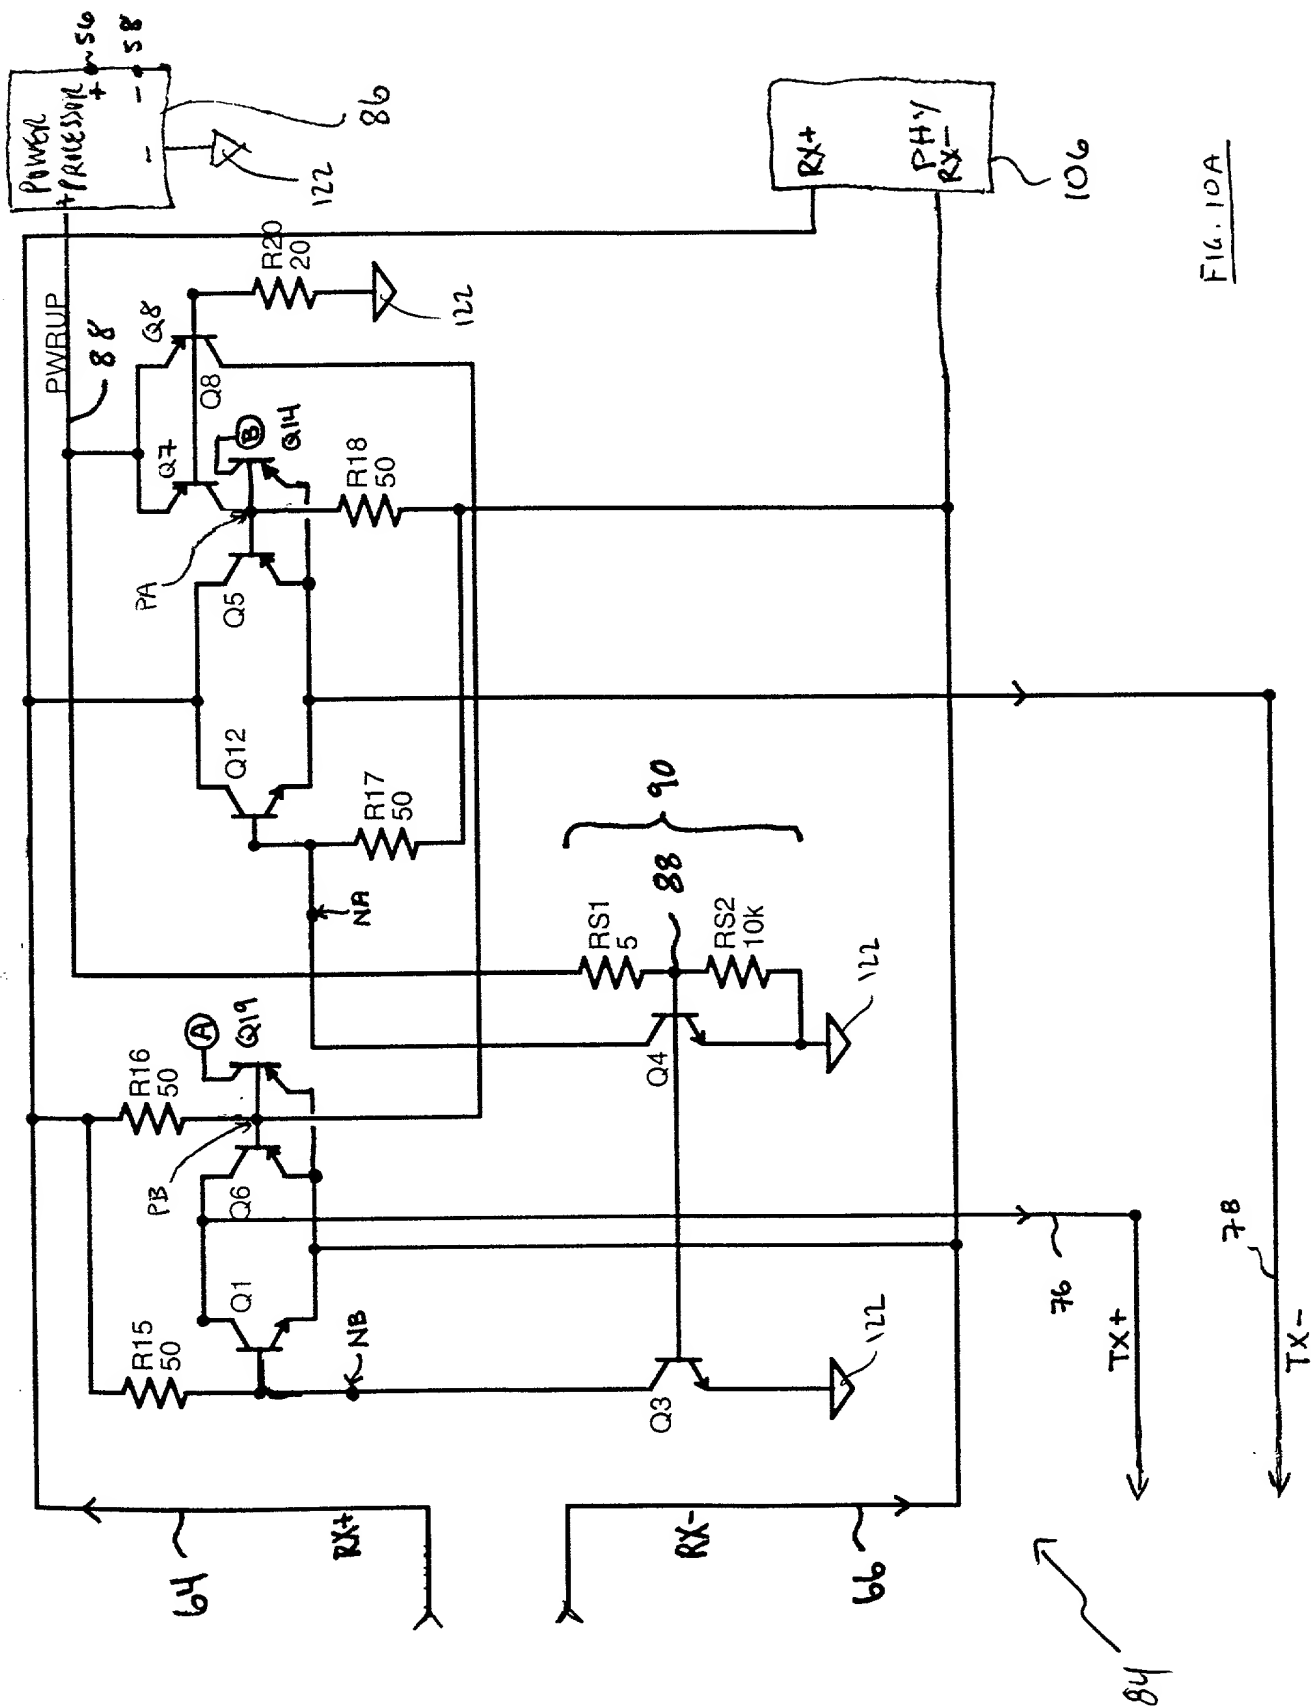 64
RX+
RX-
66
84
R15
50
Q1
NB
Q3
122
76
TX+
78
TX-
PB
Q6
R16
50
A
Q19
Q4
122
RS1
5
88
RS2
10K
90
NA
R17
50
Q12
PA
Q5
Q7
B
Q14
R18
50
PWRUP
88
Q8
Q8
R20
20
122
POWER
+PROCESSOR
+
-
-
56
58
86
122
RX+
PHY
RX-
106
FIG. 10A